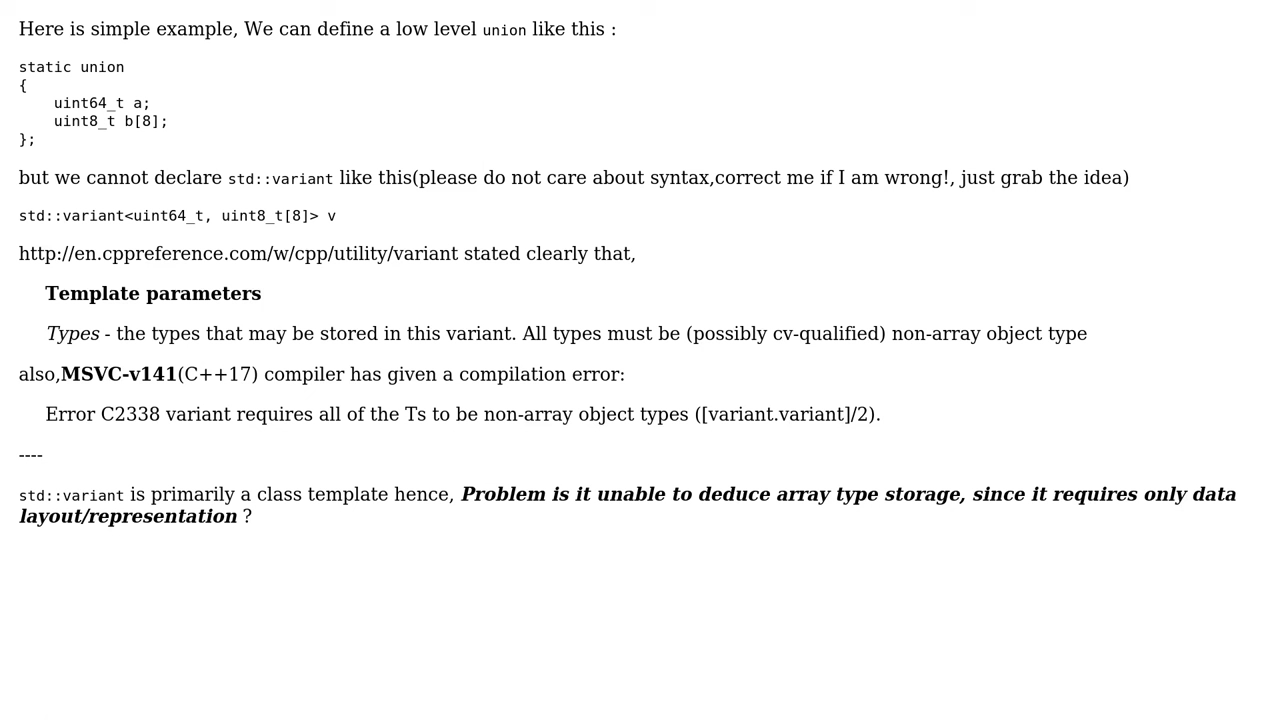 Here is simple example, We can define a low level union like this :
static union
{
    uint64_t a;
    uint8_t b[8];
};
but we cannot declare std::variant like this(please do not care about syntax,correct me if I am wrong!, just grab the idea)
std::variant<uint64_t, uint8_t[8]> v
http://en.cppreference.com/w/cpp/utility/variant stated clearly that,
Template parameters
Types - the types that may be stored in this variant. All types must be (possibly cv-qualified) non-array object type
also,MSVC-v141(C++17) compiler has given a compilation error:
Error C2338 variant requires all of the Ts to be non-array object types ([variant.variant]/2).
----
std::variant is primarily a class template hence, Problem is it unable to deduce array type storage, since it requires only data
layout/representation ?